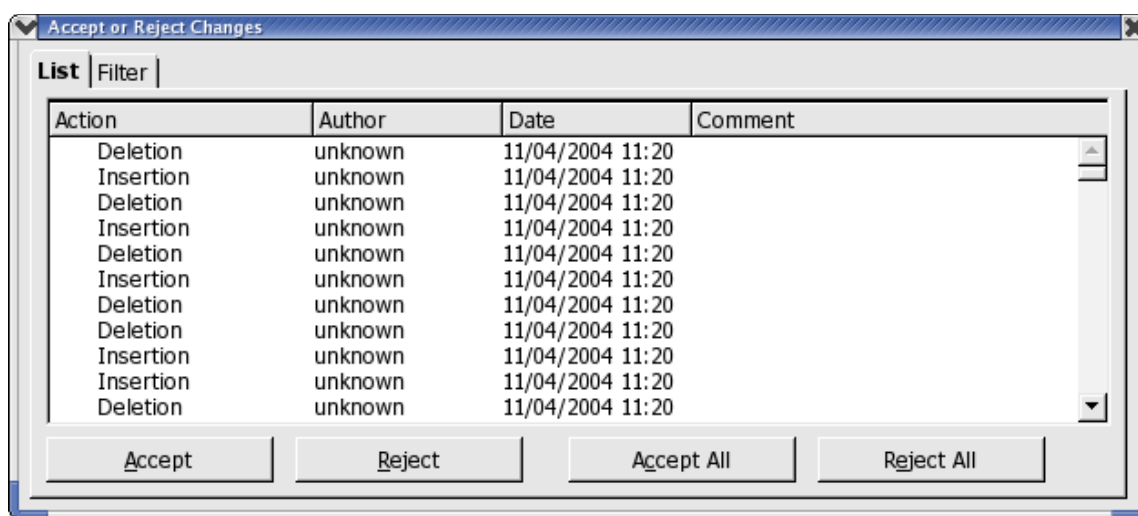 Accept or Reject Changes
List Filter
Action Author Date Comment
Deletion unknown 11/04/2004 11:20
Insertion unknown 11/04/2004 11:20
Deletion unknown 11/04/2004 11:20
Insertion unknown 11/04/2004 11:20
Deletion unknown 11/04/2004 11:20
Insertion unknown 11/04/2004 11:20
Deletion unknown 11/04/2004 11:20
Deletion unknown 11/04/2004 11:20
Insertion unknown 11/04/2004 11:20
Insertion unknown 11/04/2004 11:20
Deletion unknown 11/04/2004 11:20
Accept Reject Accept All Reject All